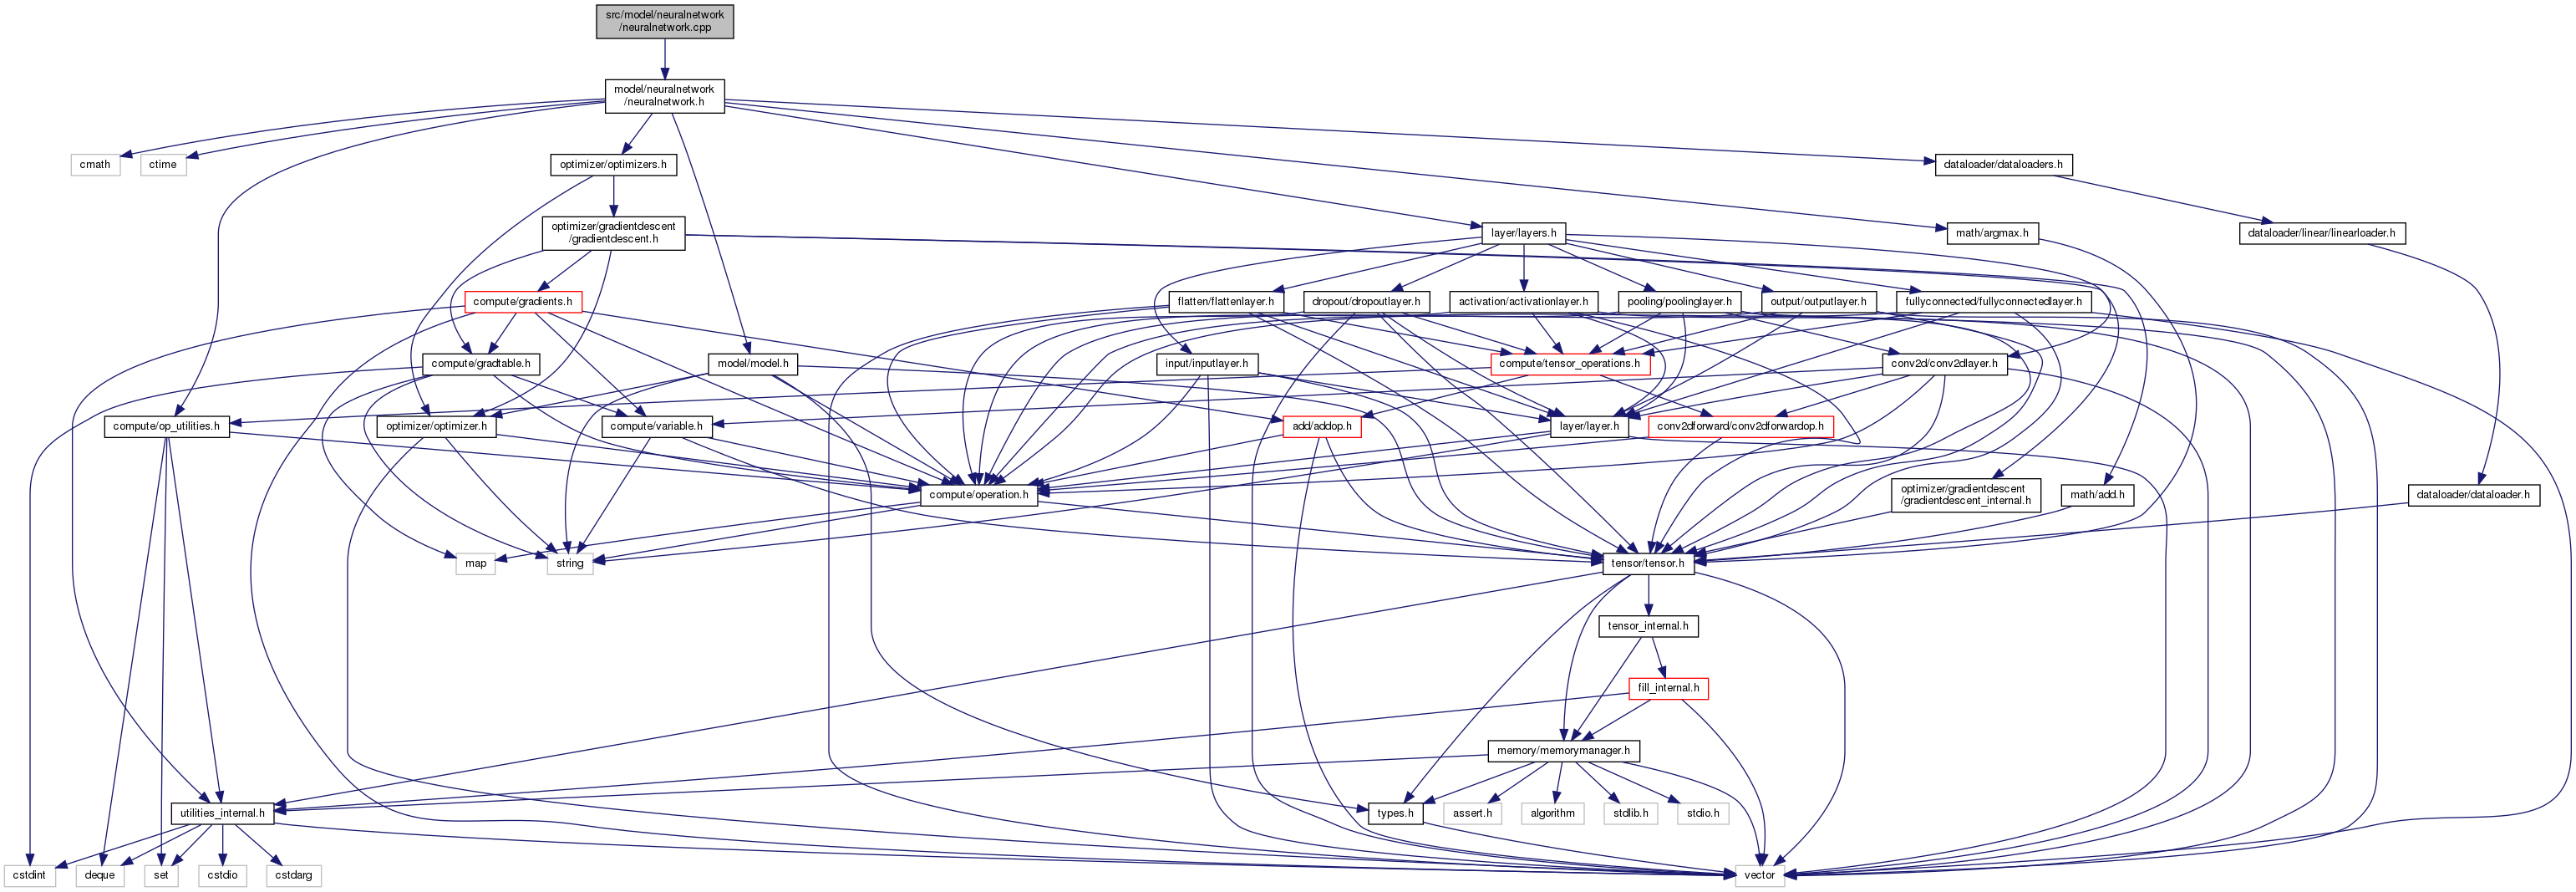 src/model/neuralnetwork
/neuralnetwork.cpp
model/neuralnetwork
/neuralnetwork.h
cmath
ctime
optimizer/optimizers.h
dataloader/dataloaders.h
optimizer/gradientdescent
/gradientdescent.h
layer/layers.h
math/argmax.h
dataloader/linear/linearloader.h
compute/gradients.h
flatten/flattenlayer.h
dropout/dropoutlayer.h
activation/activationlayer.h
pooling/poolinglayer.h
output/outputlayer.h
fullyconnected/fullyconnectedlayer.h
compute/gradtable.h
model/model.h
input/inputlayer.h
compute/tensor_operations.h
conv2d/conv2dlayer.h
compute/op_utilities.h
optimizer/optimizer.h
compute/variable.h
add/addop.h
layer/layer.h
conv2dforward/conv2dforwardop.h
compute/operation.h
optimizer/gradientdescent
/gradientdescent_internal.h
math/add.h
dataloader/dataloader.h
map
string
tensor/tensor.h
tensor_internal.h
fill_internal.h
memory/memorymanager.h
utilities_internal.h
types.h
assert.h
algorithm
stdlib.h
stdio.h
cstdint
deque
set
cstdio
cstdarg
vector